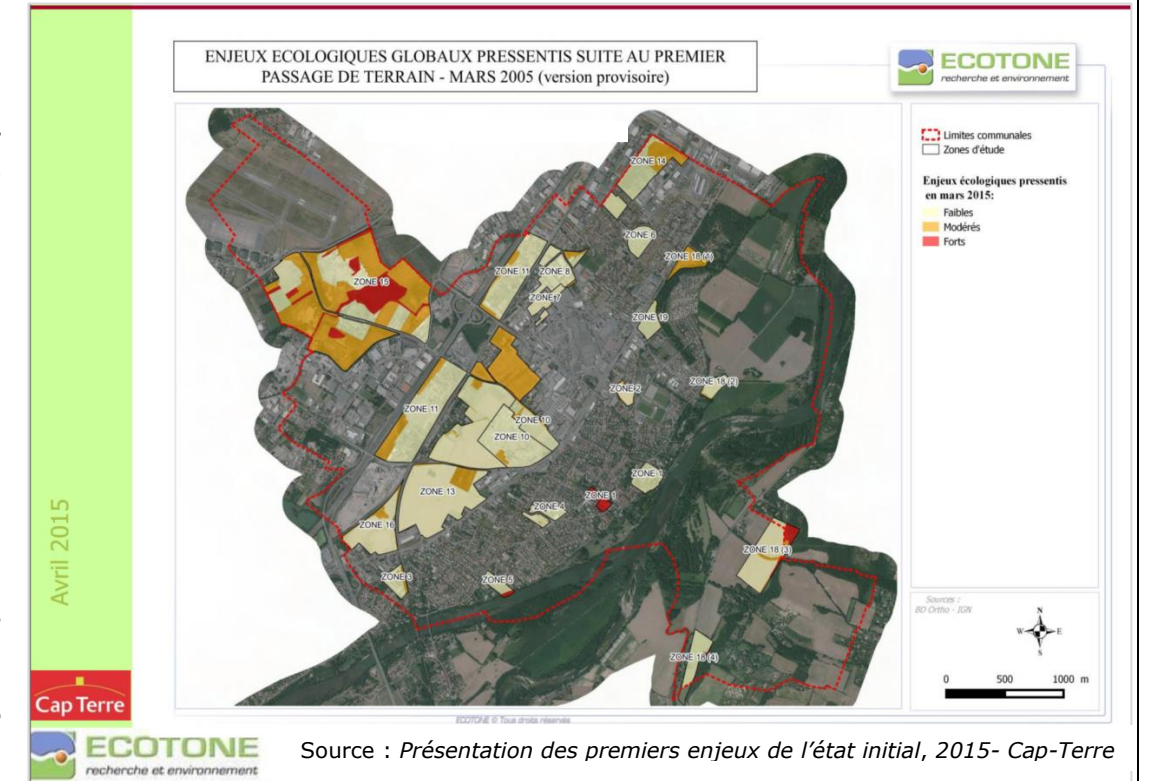 ENJEUX ECOLOGIQUES GLOBAUX PRESSENTIS SUITE AU PREMIER
PASSAGE DE TERRAIN - MARS 2005 (version provisoire)
ECOTONE
recherche et environnement
Limites communales
Zones d'étude
Enjeux écologiques pressentis
en mars 2015:
Faibles
Modérés
Forts
ZONE 14
ZONE 6
ZONE 18 (1)
ZONE 11
ZONE 8
ZONE 15
ZONE 7
ZONE 19
ZONE 2
ZONE 18 (2)
ZONE 11
ZONE 10
ZONE 10
ZONE 1
ZONE 13
ZONE 1
ZONE 4
ZONE 16
ZONE 18 (3)
ZONE 3
ZONE 5
ZONE 18 (4)
Sources :
BD Ortho - IGN
N
W E
S
0 500 1000 m
ECOTONE © Tous droits réservés
Avril 2015
Cap Terre
ECOTONE
recherche et environnement
Source : Présentation des premiers enjeux de l'état initial, 2015- Cap-Terre